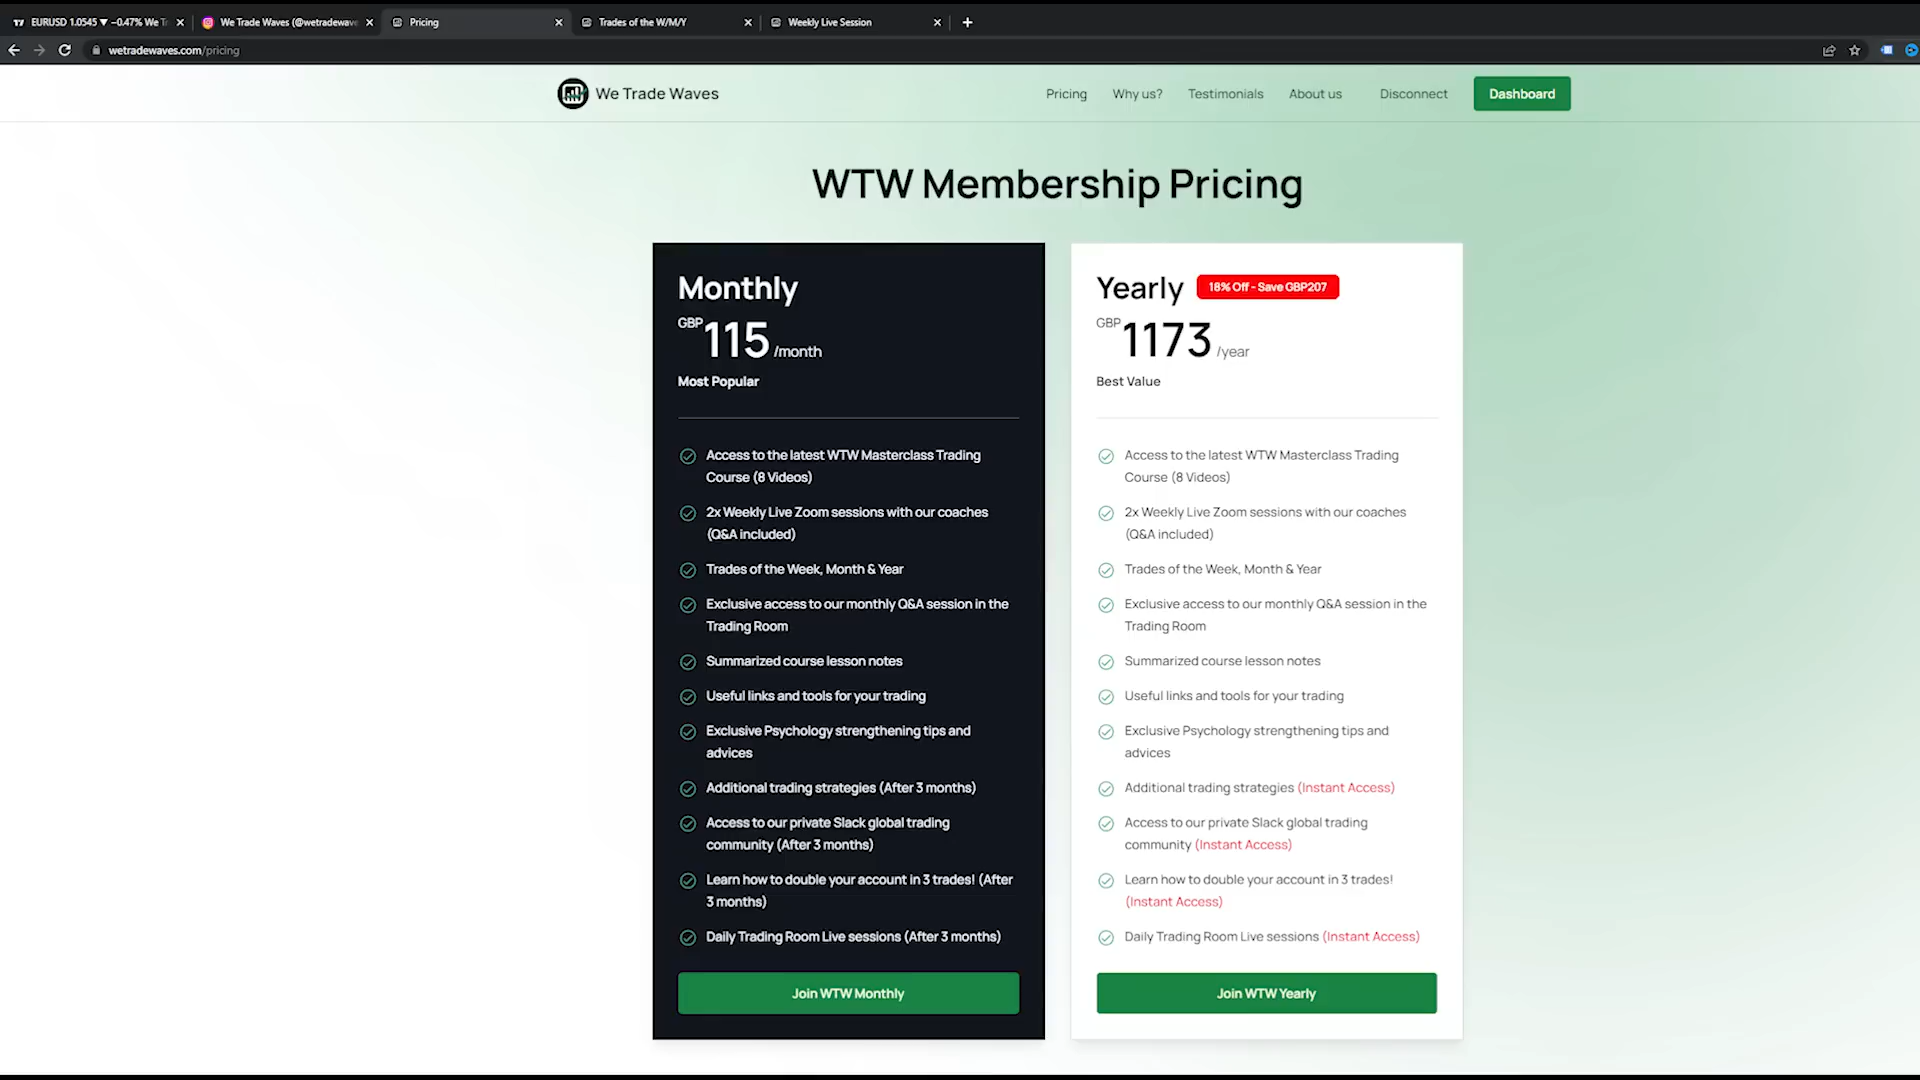 EURUSD 1.0545 ▼ −0.47% We T
We Trade Waves (@wetradewave
Pricing
Trades of the W/M/Y
Weekly Live Session
wetradewaves.com/pricing
We Trade Waves
Pricing
Why us?
Testimonials
About us
Disconnect
Dashboard
WTW Membership Pricing
Monthly
GBP
115 /month
Most Popular
Access to the latest WTW Masterclass Trading
Course (8 Videos)
2x Weekly Live Zoom sessions with our coaches
(Q&A included)
Trades of the Week, Month & Year
Exclusive access to our monthly Q&A session in the
Trading Room
Summarized course lesson notes
Useful links and tools for your trading
Exclusive Psychology strengthening tips and
advices
Additional trading strategies (After 3 months)
Access to our private Slack global trading
community (After 3 months)
Learn how to double your account in 3 trades! (After
3 months)
Daily Trading Room Live sessions (After 3 months)
Join WTW Monthly
Yearly
18% Off - Save GBP207
GBP
1173 /year
Best Value
Access to the latest WTW Masterclass Trading
Course (8 Videos)
2x Weekly Live Zoom sessions with our coaches
(Q&A included)
Trades of the Week, Month & Year
Exclusive access to our monthly Q&A session in the
Trading Room
Summarized course lesson notes
Useful links and tools for your trading
Exclusive Psychology strengthening tips and
advices
Additional trading strategies (Instant Access)
Access to our private Slack global trading
community (Instant Access)
Learn how to double your account in 3 trades!
(Instant Access)
Daily Trading Room Live sessions (Instant Access)
Join WTW Yearly